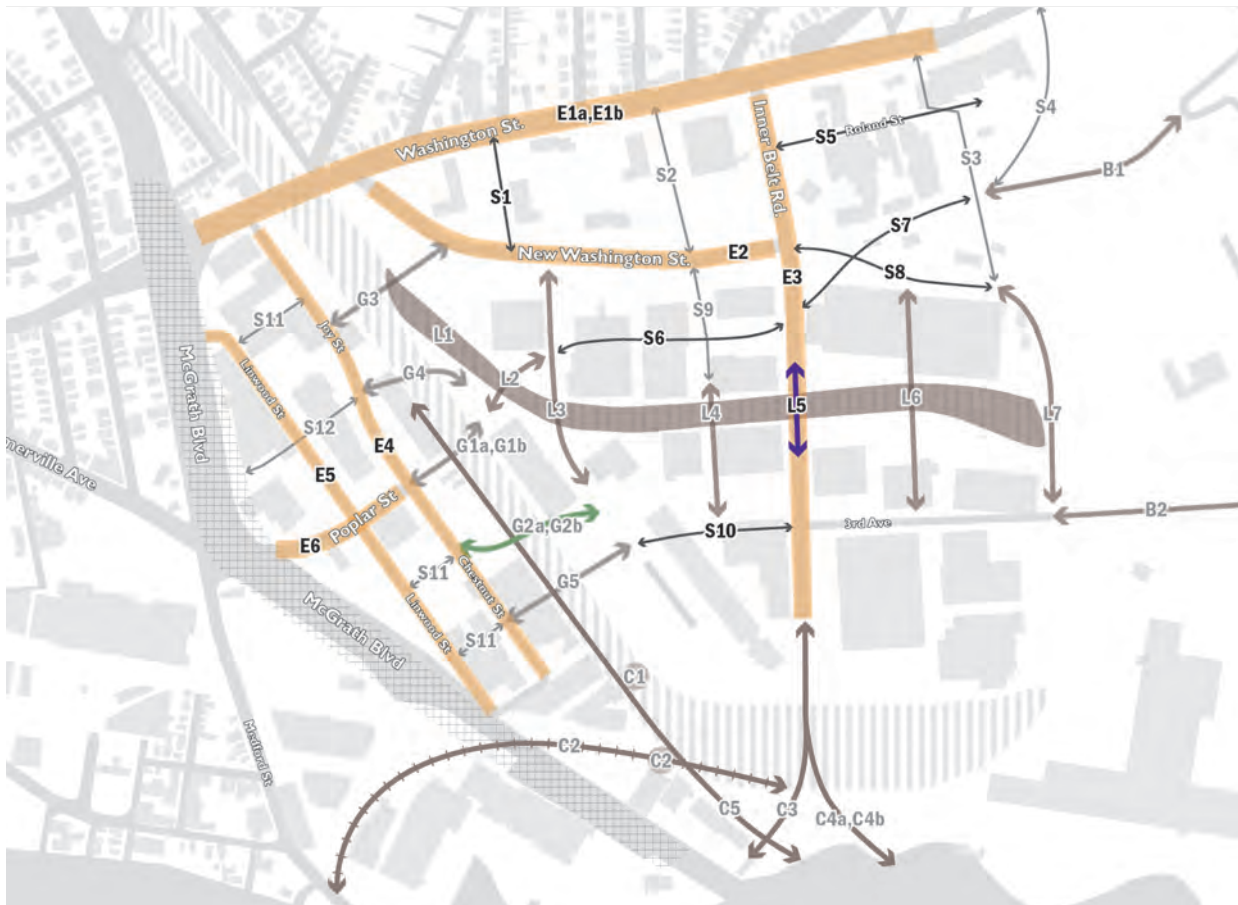 E1a,E1b
Washington St.
Inner Belt Rd.
S5
Roland St
S4
S3
B1
S1
S2
S7
New Washington St.
E2
E3
S8
G3
S9
S11
Joy St
L1
S6
McGrath Blvd
Linwood St
G4
L2
L3
L4
L5
L6
L7
S12
G1a,G1b
E4
E5
nerville Ave
Poplar St
E6
G2a,G2b
S10
3rd Ave
B2
S11
Chestnut St
G5
McGrath Blvd
Linwood St
S11
C1
Medford St
C2
C2
C5
C3
C4a,C4b